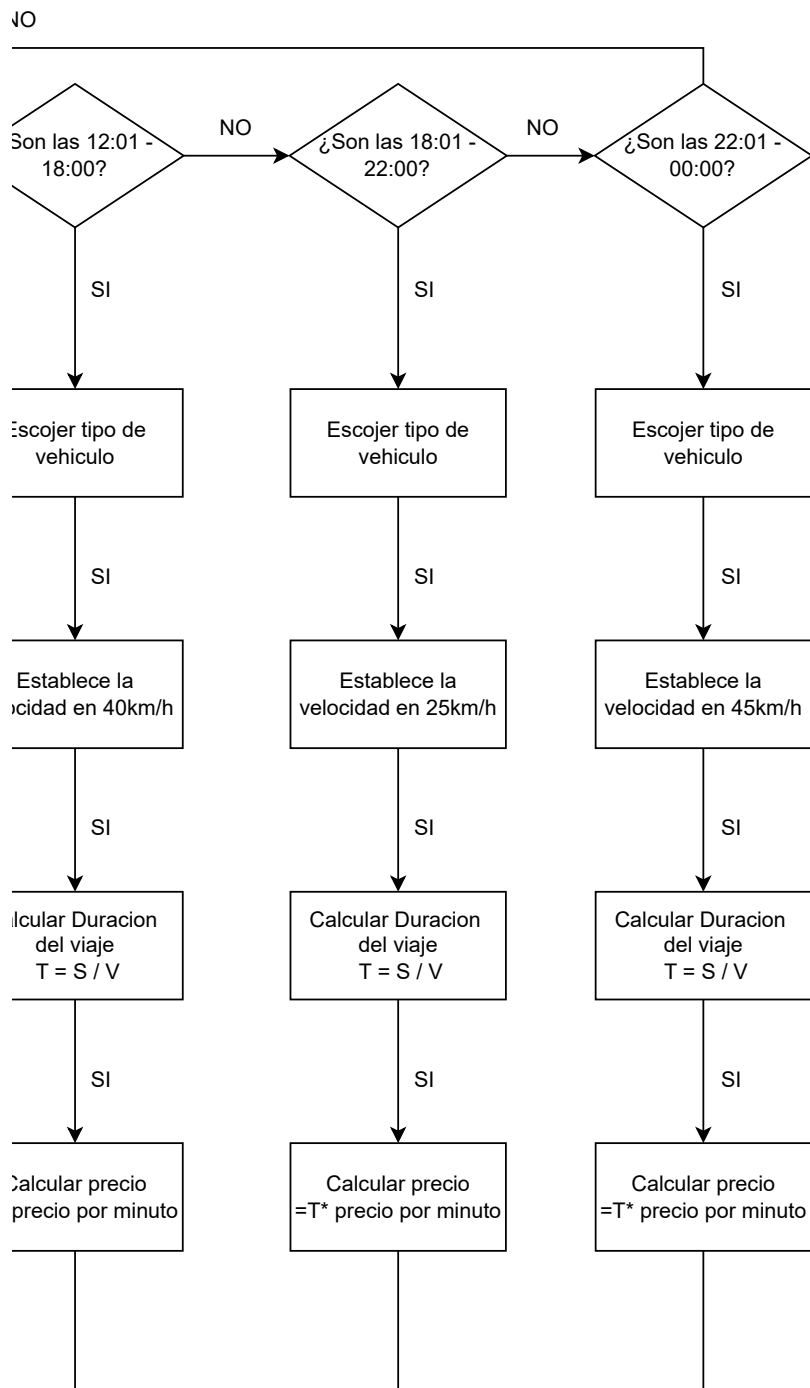 NO
Son las 12:01 -
18:00?
NO
¿Son las 18:01 -
22:00?
NO
¿Son las 22:01 -
00:00?
SI
SI
SI
Escojer tipo de
vehiculo
Escojer tipo de
vehiculo
Escojer tipo de
vehiculo
SI
SI
SI
Establece la
ocidad en 40km/h
Establece la
velocidad en 25km/h
Establece la
velocidad en 45km/h
SI
SI
SI
alcular Duracion
del viaje
T = S / V
Calcular Duracion
del viaje
T = S / V
Calcular Duracion
del viaje
T = S / V
SI
SI
SI
Calcular precio
precio por minuto
Calcular precio
=T* precio por minuto
Calcular precio
=T* precio por minuto